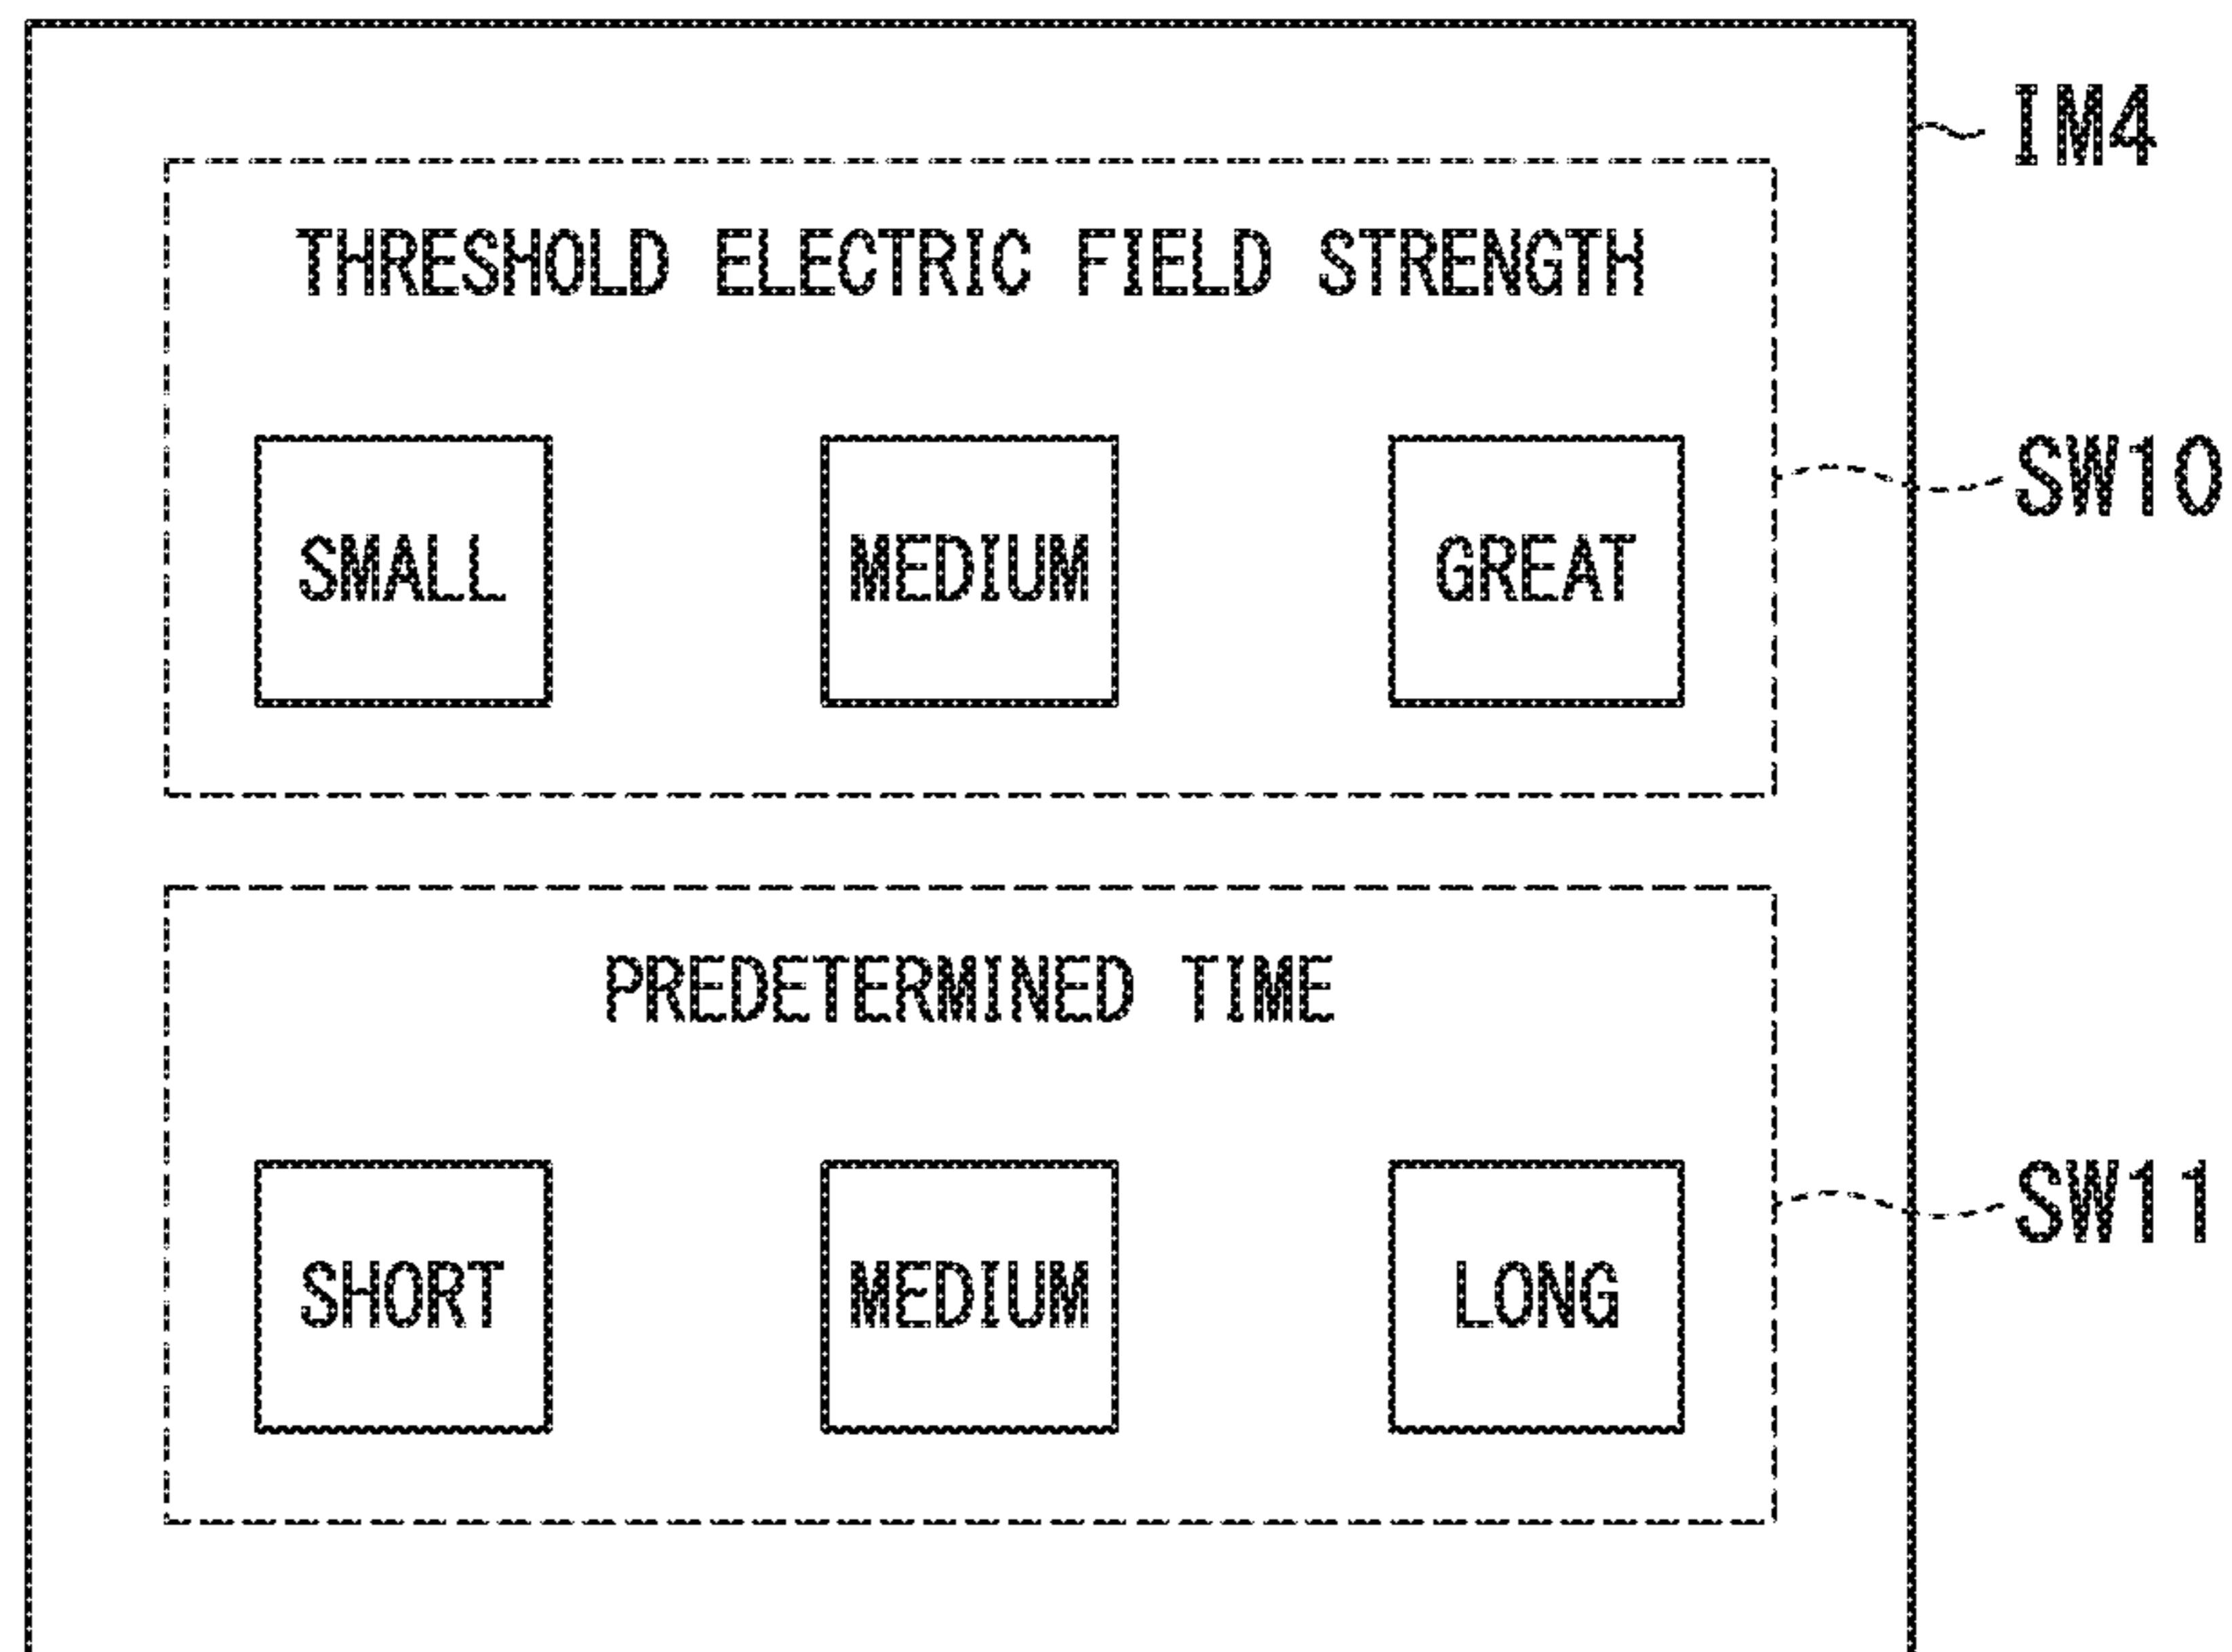 IM4
THRESHOLD ELECTRIC FIELD STRENGTH
SW10
SMALL MEDIUM GREAT
PREDETERMINED TIME
SW11
SHORT MEDIUM LONG